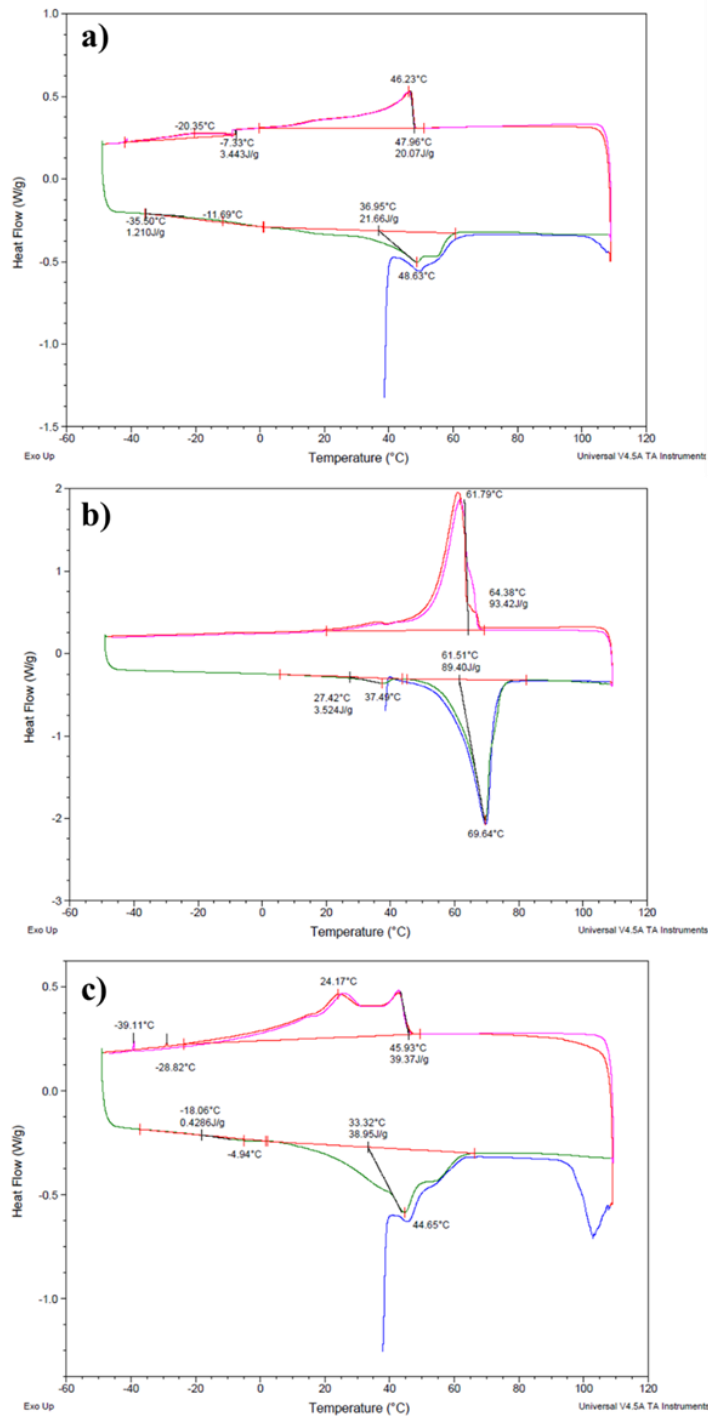 a)
1.0
0.5
0.0
-0.5
-1.0
-1.5
Heat Flow (W/g)
46.23°C
-20.35°C
-7.33°C
3.443J/g
47.96°C
20.07J/g
-35.50°C
1.210J/g
-11.69°C
36.95°C
21.66J/g
48.63°C
-60
-40
-20
0
20
40
60
80
100
120
Exo Up
Temperature (°C)
Universal V4.5A TA Instruments
b)
2
1
0
-1
-2
-3
Heat Flow (W/g)
61.79°C
64.38°C
93.42J/g
61.51°C
89.40J/g
27.42°C
3.524J/g
37.49°C
69.64°C
-60
-40
-20
0
20
40
60
80
100
120
Exo Up
Temperature (°C)
Universal V4.5A TA Instruments
c)
0.5
0.0
-0.5
-1.0
Heat Flow (W/g)
24.17°C
-39.11°C
-28.82°C
45.93°C
39.37J/g
-18.06°C
0.4286J/g
-4.94°C
33.32°C
38.95J/g
44.65°C
-60
-40
-20
0
20
40
60
80
100
120
Exo Up
Temperature (°C)
Universal V4.5A TA Instruments